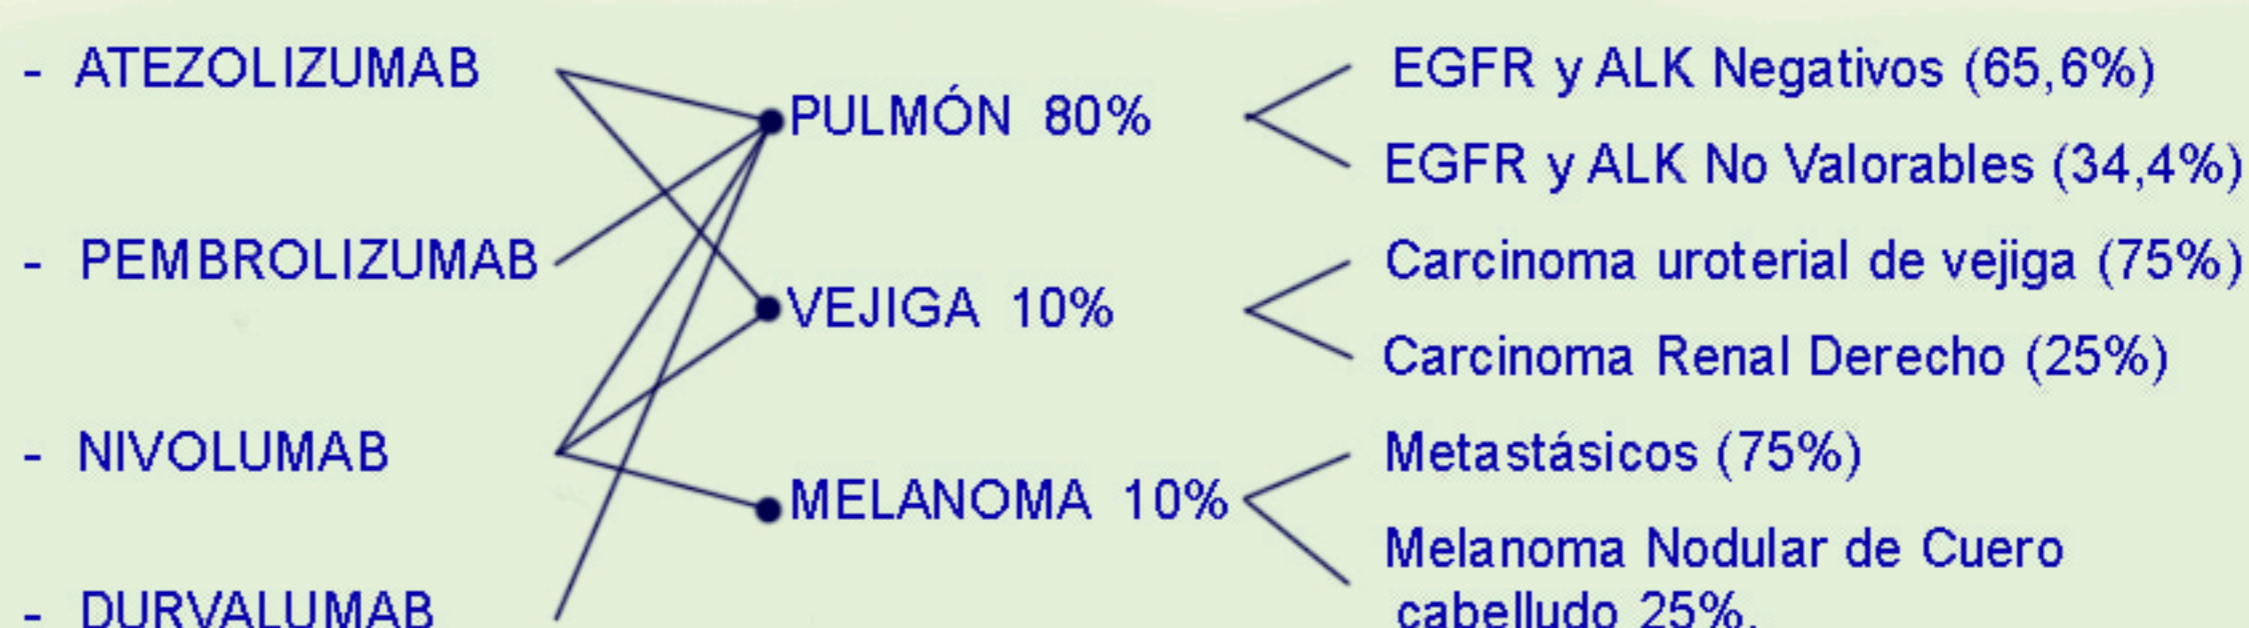 - ATEZOLIZUMAB
- PEMBROLIZUMAB
- NIVOLUMAB
- DURVALUMAB
PULMÓN 80%
VEJIGA 10%
MELANOMA 10%
EGFR y ALK Negativos (65,6%)
EGFR y ALK No Valorables (34,4%)
Carcinoma uroterial de vejiga (75%)
Carcinoma Renal Derecho (25%)
Metastásicos (75%)
Melanoma Nodular de Cuero
cabelludo 25%.